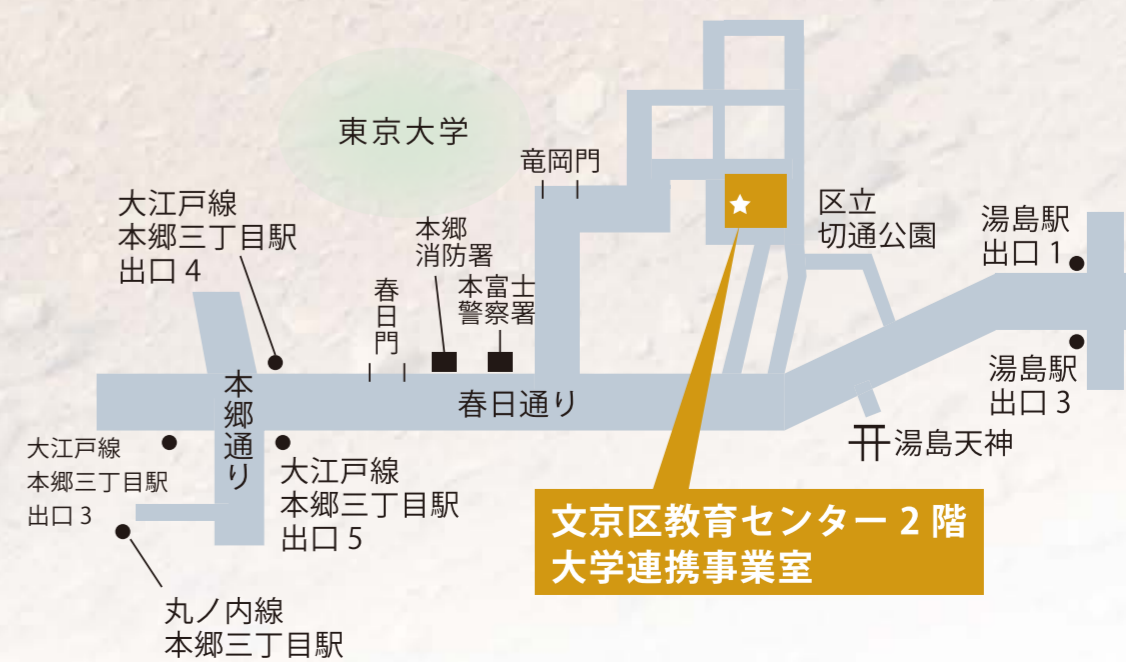 東京大学
竜岡門
大江戸線
本郷三丁目駅
出口 4
本郷
消防署
春日門
本富士
警察署
区立
切通公園
湯島駅
出口 1
湯島駅
出口 3
本郷通り
春日通り
湯島天神
大江戸線
本郷三丁目駅
出口 3
大江戸線
本郷三丁目駅
出口 5
文京区教育センター 2 階
大学連携事業室
丸ノ内線
本郷三丁目駅